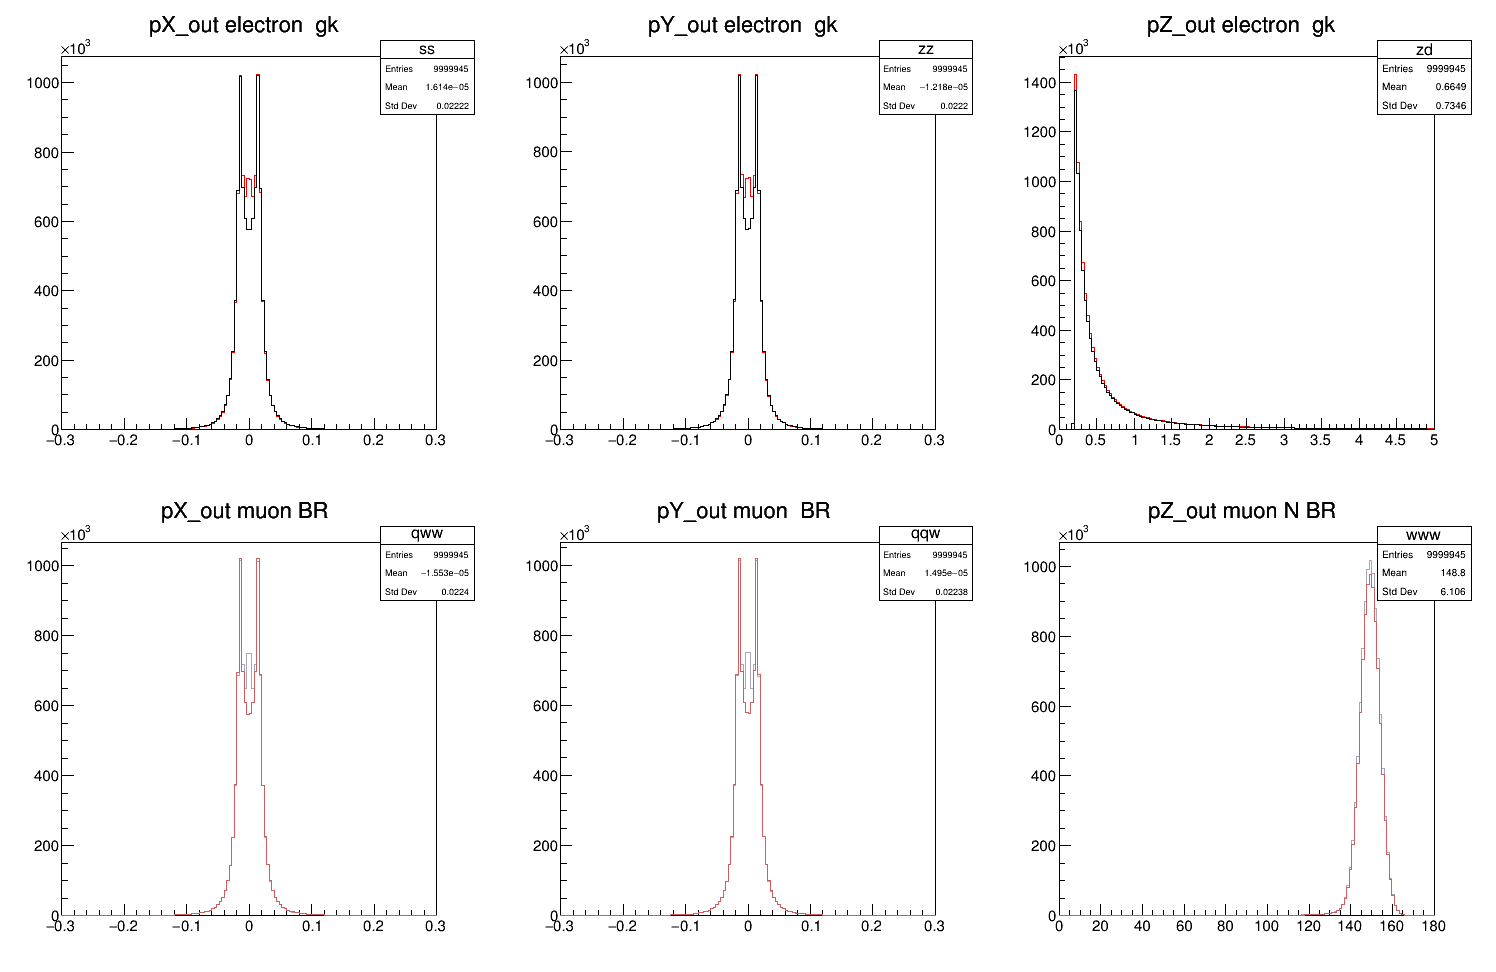 pX_out electron gk
×10³
ss
Entries 9999945
Mean 1.614e−05
Std Dev 0.02222
1000
800
600
400
200
0
−0.3 −0.2 −0.1 0 0.1 0.2 0.3
pY_out electron gk
×10³
zz
Entries 9999945
Mean −1.218e−05
Std Dev 0.0222
1000
800
600
400
200
0
−0.3 −0.2 −0.1 0 0.1 0.2 0.3
pZ_out electron gk
×10³
zd
Entries 9999945
Mean 0.6649
Std Dev 0.7346
1400
1200
1000
800
600
400
200
0
0 0.5 1 1.5 2 2.5 3 3.5 4 4.5 5
pX_out muon BR
×10³
qww
Entries 9999945
Mean −1.553e−05
Std Dev 0.0224
1000
800
600
400
200
0
−0.3 −0.2 −0.1 0 0.1 0.2 0.3
pY_out muon BR
×10³
qqw
Entries 9999945
Mean 1.495e−05
Std Dev 0.02238
1000
800
600
400
200
0
−0.3 −0.2 −0.1 0 0.1 0.2 0.3
pZ_out muon N BR
×10³
www
Entries 9999945
Mean 148.8
Std Dev 6.106
1000
800
600
400
200
0
0 20 40 60 80 100 120 140 160 180